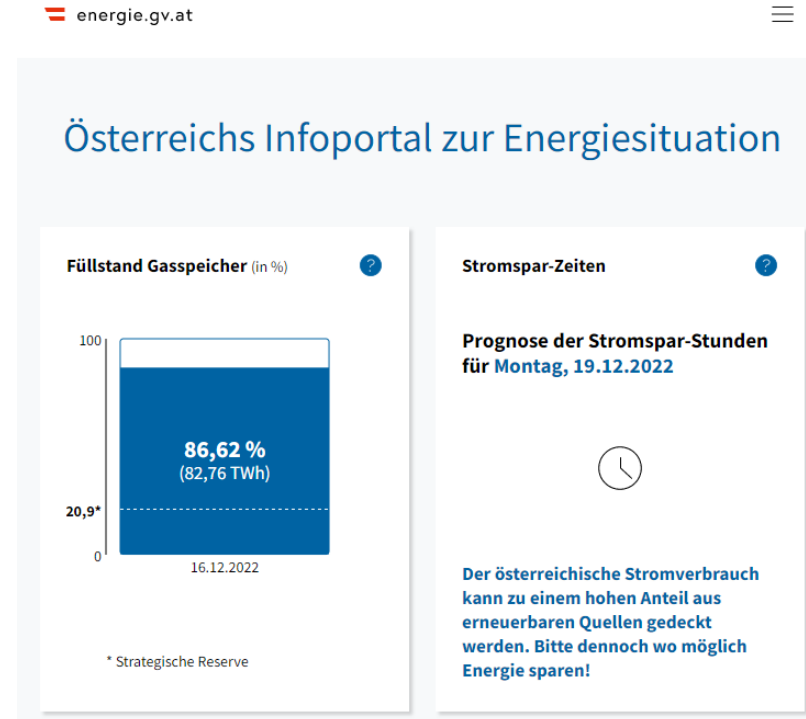 energie.gv.at
Österreichs Infoportal zur Energiesituation
Füllstand Gasspeicher (in %)
?
100
86,62 %
(82,76 TWh)
20,9*
0
16.12.2022
* Strategische Reserve
Stromspar-Zeiten
?
Prognose der Stromspar-Stunden
für Montag, 19.12.2022
Der österreichische Stromverbrauch
kann zu einem hohen Anteil aus
erneuerbaren Quellen gedeckt
werden. Bitte dennoch wo möglich
Energie sparen!